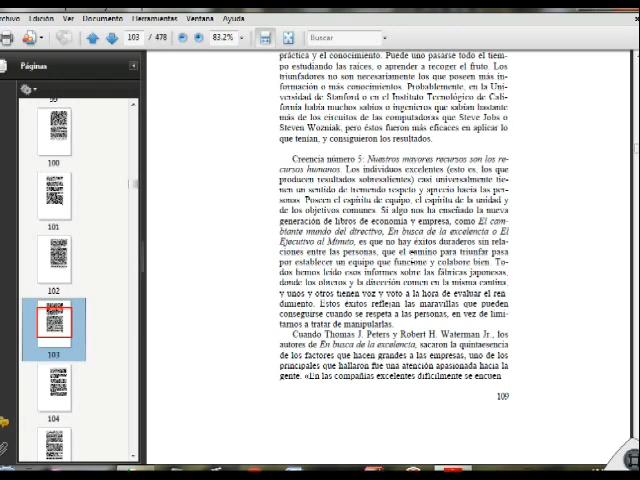 rchivo Edición Ver Documento Herramientas Ventana Ayuda
103 / 478 83.2% Buscar
Páginas
99
100
101
102
103
104
práctica y el conocimiento. Puede uno pasarse todo el tiem-
po estudiando las raíces, o aprender a recoger el fruto. Los
triunfadores no son necesariamente los que poseen más in-
formación o más conocimientos. Probablemente, en la Uni-
versidad de Stanford o en el Instituto Tecnológico de Cali-
fornia había muchos sabios o ingenieros que sabían bastante
más de los circuitos de las computadoras que Steve Jobs o
Steven Wozniak, pero éstos fueron más eficaces en aplicar lo
que tenían, y consiguieron los resultados.
Creencia número 5: Nuestros mayores recursos son los re-
cursos humanos. Los individuos excelentes (esto es, los que
producen resultados sobresalientes) casi universalmente tie-
nen un sentido de tremendo respeto y aprecio hacia las per-
sonas. Poseen el espíritu de equipo, el espíritu de la unidad y
de los objetivos comunes. Si algo nos ha enseñado la nueva
generación de libros de economía y empresa, como El cam-
biante mundo del directivo, En busca de la excelencia o El
Ejecutivo al Minuto, es que no hay éxitos duraderos sin rela-
ciones entre las personas, que el camino para triunfar pasa
por establecer un equipo que funcione y colabore bien. To-
dos hemos leído esos informes sobre las fábricas japonesas,
donde los obreros y la dirección comen en la misma cantina,
y unos y otros tienen voz y voto a la hora de evaluar el ren-
dimiento. Estos éxitos reflejan las maravillas que pueden
conseguirse cuando se respeta a las personas, en vez de limi-
tarnos a tratar de manipularlas.
Cuando Thomas J. Peters y Robert H. Waterman Jr., los
autores de En busca de la excelencia, sacaron la quintaesencia
de los factores que hacen grandes a las empresas, uno de los
principales que hallaron fue una atención apasionada hacia la
gente. «En las compañías excelentes difícilmente se encuen
109